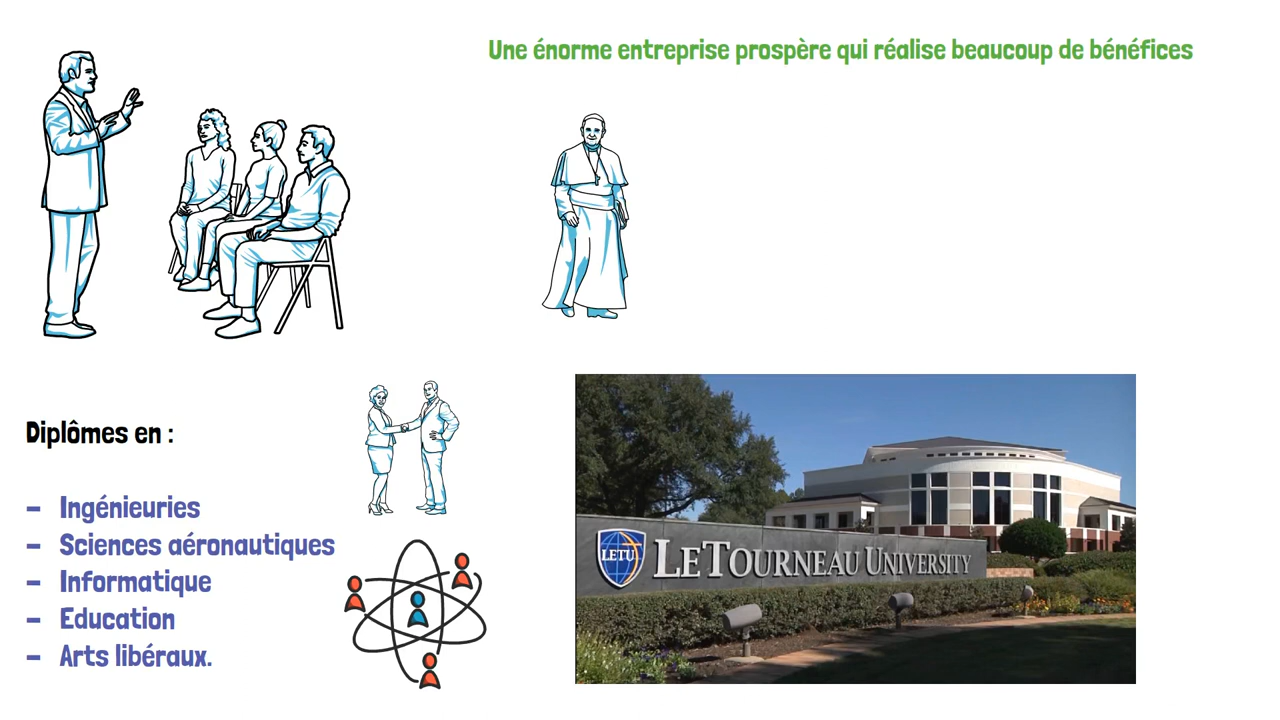 Une énorme entreprise prospère qui réalise beaucoup de bénéfices
Diplômes en :
- Ingénieuries
- Sciences aéronautiques
- Informatique
- Education
- Arts libéraux.
LETU
LETOURNEAU UNIVERSITY